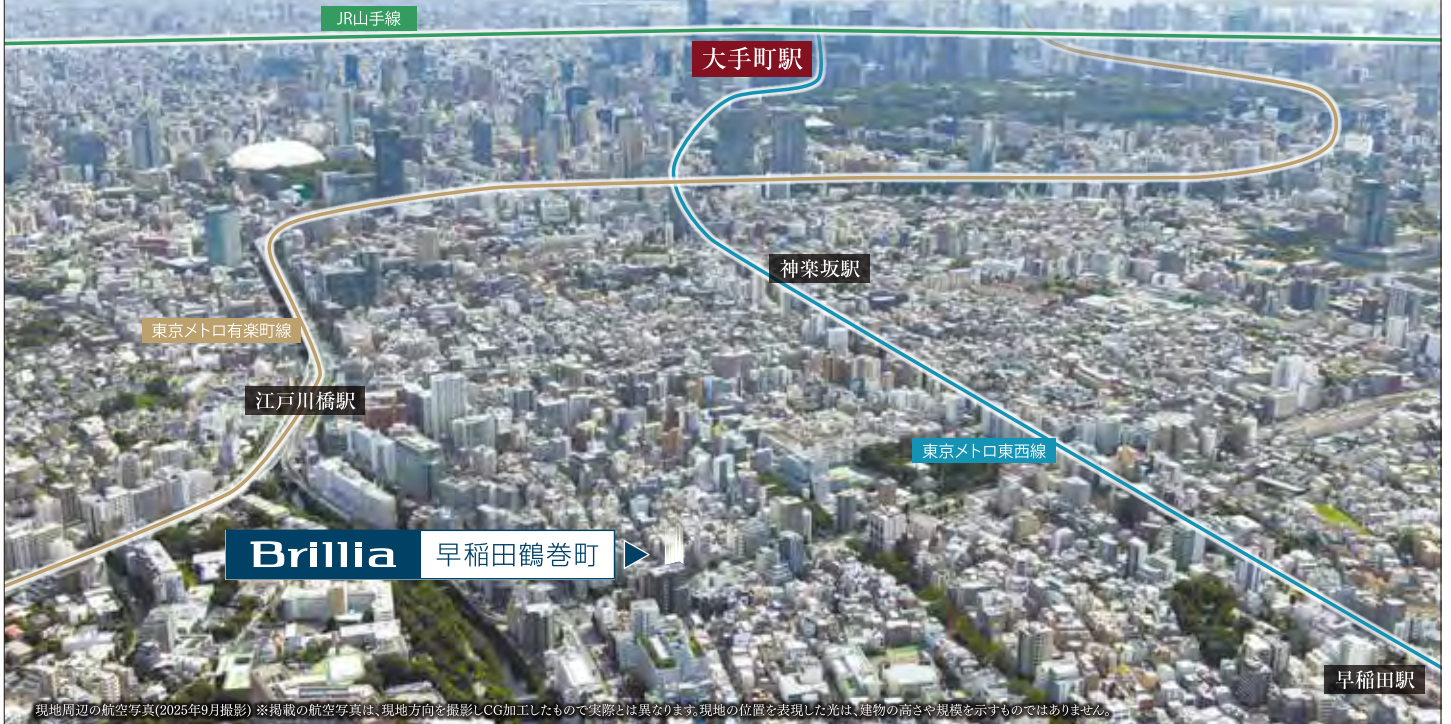 JR山手線
大手町駅
神楽坂駅
東京メトロ有楽町線
江戸川橋駅
東京メトロ東西線
Brillia 早稲田鶴巻町
早稲田駅
現地周辺の航空写真(2025年9月撮影) ※掲載の航空写真は、現地方向を撮影しCG加工したもので実際とは異なります。現地の位置を表現した光は、建物の高さや規模を示すものではありません。